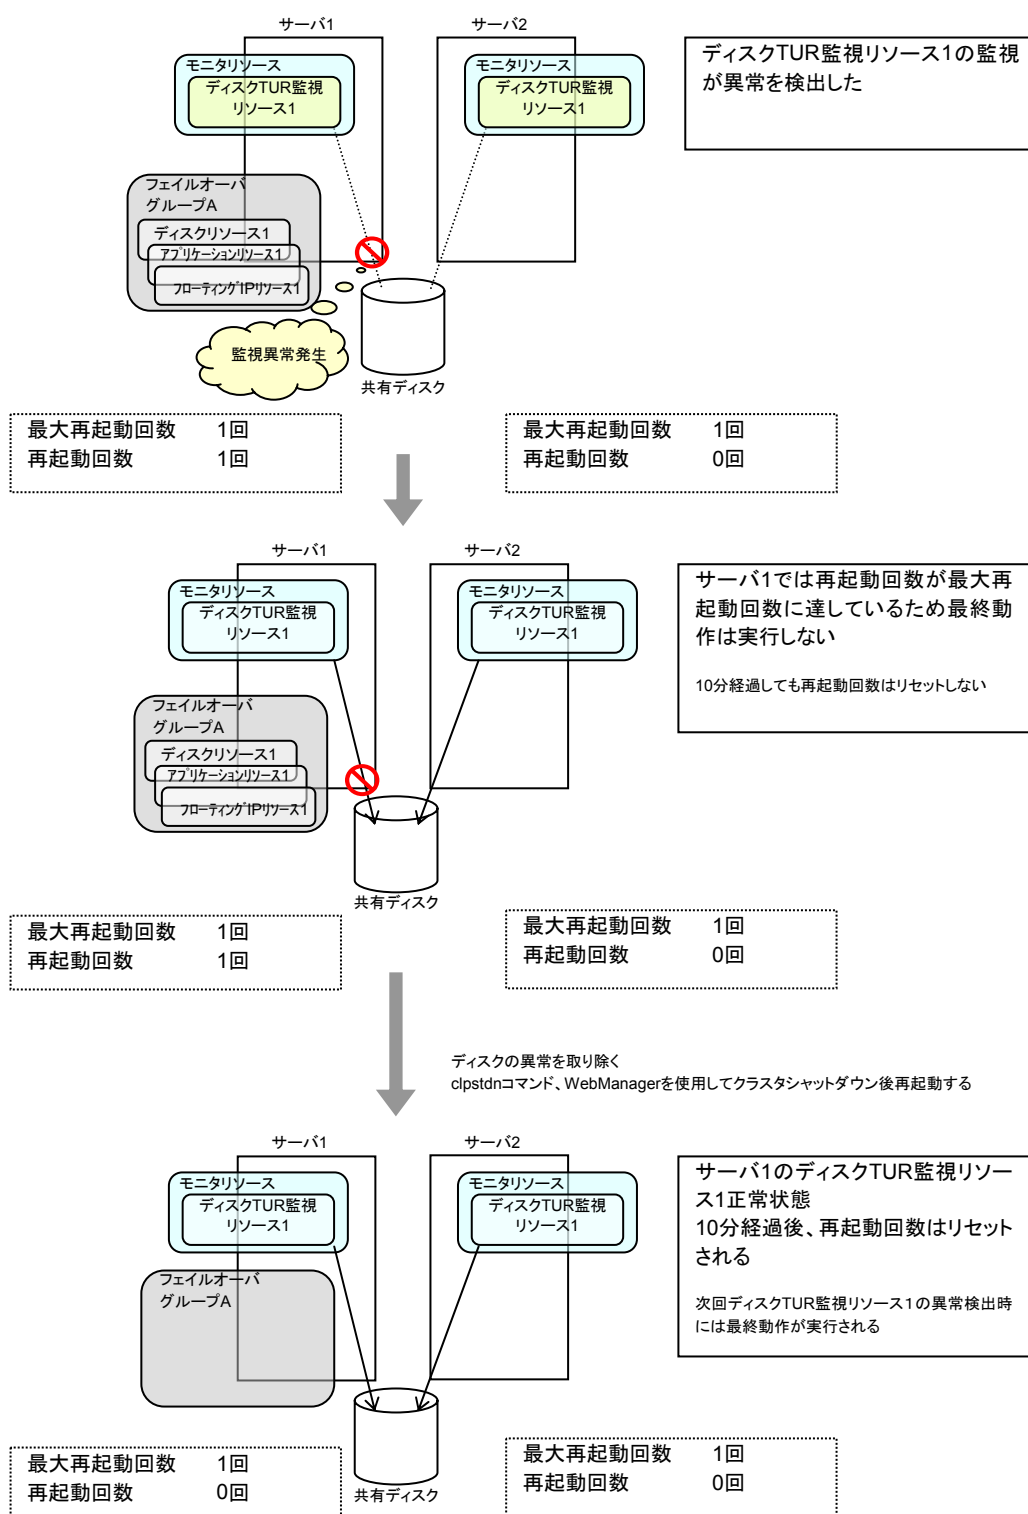 サーバ1
サーバ2
モニタリソース
ディスクTUR監視
リソース1
モニタリソース
ディスクTUR監視
リソース1
ディスクTUR監視リソース1の監視
が異常を検出した
フェイルオーバ
グループA
ディスクリソース1
アプリケーションリソース1
フローティングIPリソース1
監視異常発生
共有ディスク
最大再起動回数 1回
再起動回数 1回
最大再起動回数 1回
再起動回数 0回
サーバ1
サーバ2
モニタリソース
ディスクTUR監視
リソース1
モニタリソース
ディスクTUR監視
リソース1
サーバ1では再起動回数が最大再
起動回数に達しているため最終動
作は実行しない
10分経過しても再起動回数はリセットしない
フェイルオーバ
グループA
ディスクリソース1
アプリケーションリソース1
フローティングIPリソース1
共有ディスク
最大再起動回数 1回
再起動回数 1回
最大再起動回数 1回
再起動回数 0回
ディスクの異常を取り除く
clpstdnコマンド、WebManagerを使用してクラスタシャットダウン後再起動する
サーバ1
サーバ2
モニタリソース
ディスクTUR監視
リソース1
モニタリソース
ディスクTUR監視
リソース1
サーバ1のディスクTUR監視リソー
ス1正常状態
10分経過後、再起動回数はリセット
される
次回ディスクTUR監視リソース1の異常検出時
には最終動作が実行される
フェイルオーバ
グループA
共有ディスク
最大再起動回数 1回
再起動回数 0回
最大再起動回数 1回
再起動回数 0回